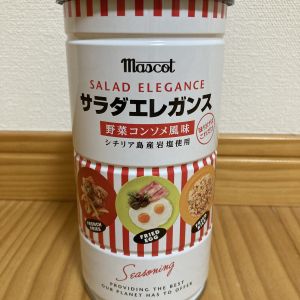 mascot
SALAD ELEGANCE
サラダエレガンス
野菜コンソメ風味
シチリア島産岩塩使用
FRENCH FRIES
FRIED EGG
Seasoning
PROVIDING THE BEST
OUR PLANET HAS TO OFFER